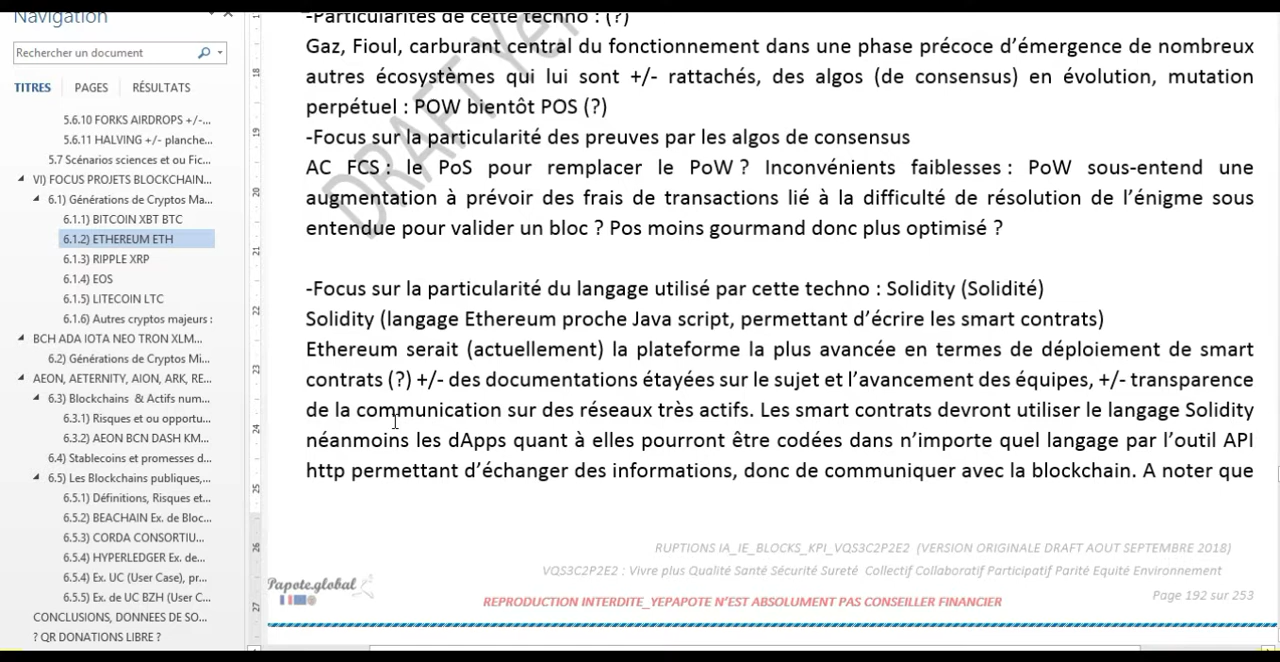 Navigation
Rechercher un document
TITRES PAGES RÉSULTATS
5.6.10 FORKS AIRDROPS +/-...
5.6.11 HALVING +/- planche...
5.7 Scénarios sciences et ou Fic...
VI) FOCUS PROJETS BLOCKCHAIN...
6.1) Générations de Cryptos Ma...
6.1.1) BITCOIN XBT BTC
6.1.2) ETHEREUM ETH
6.1.3) RIPPLE XRP
6.1.4) EOS
6.1.5) LITECOIN LTC
6.1.6) Autres cryptos majeurs :
BCH ADA IOTA NEO TRON XLM...
6.2) Générations de Cryptos Mi...
AEON, AETERNITY, AION, ARK, RE...
6.3) Blockchains & Actifs num...
6.3.1) Risques et ou opportu...
6.3.2) AEON BCN DASH KM...
6.4) Stablecoins et promesses d...
6.5) Les Blockchains publiques,...
6.5.1) Définitions, Risques et...
6.5.2) BEACHAIN Ex. de Bloc...
6.5.3) CORDA CONSORTIU...
6.5.4) HYPERLEDGER Ex. de...
6.5.4) Ex. UC (User Case), pr...
6.5.5) Ex. de UC BZH (User C...
CONCLUSIONS, DONNEES DE SO...
? QR DONATIONS LIBRE ?
18
19
20
21
22
23
24
25
26
27
-Particularités de cette techno : (?)
Gaz, Fioul, carburant central du fonctionnement dans une phase précoce d’émergence de nombreux
autres écosystèmes qui lui sont +/- rattachés, des algos (de consensus) en évolution, mutation
perpétuel : POW bientôt POS (?)
-Focus sur la particularité des preuves par les algos de consensus
AC FCS : le PoS pour remplacer le PoW ? Inconvénients faiblesses : PoW sous-entend une
augmentation à prévoir des frais de transactions lié à la difficulté de résolution de l’énigme sous
entendue pour valider un bloc ? Pos moins gourmand donc plus optimisé ?
-Focus sur la particularité du langage utilisé par cette techno : Solidity (Solidité)
Solidity (langage Ethereum proche Java script, permettant d’écrire les smart contrats)
Ethereum serait (actuellement) la plateforme la plus avancée en termes de déploiement de smart
contrats (?) +/- des documentations étayées sur le sujet et l’avancement des équipes, +/- transparence
de la communication sur des réseaux très actifs. Les smart contrats devront utiliser le langage Solidity
néanmoins les dApps quant à elles pourront être codées dans n’importe quel langage par l’outil API
http permettant d’échanger des informations, donc de communiquer avec la blockchain. A noter que
DRAFT Yep
RUPTIONS IA_IE_BLOCKS_KPI_VQS3C2P2E2 (VERSION ORIGINALE DRAFT AOUT SEPTEMBRE 2018)
VQS3C2P2E2 : Vivre plus Qualité Santé Sécurité Sureté Collectif Collaboratif Participatif Parité Equité Environnement
Papote.global
REPRODUCTION INTERDITE_YEPAPOTE N’EST ABSOLUMENT PAS CONSEILLER FINANCIER
Page 192 sur 253